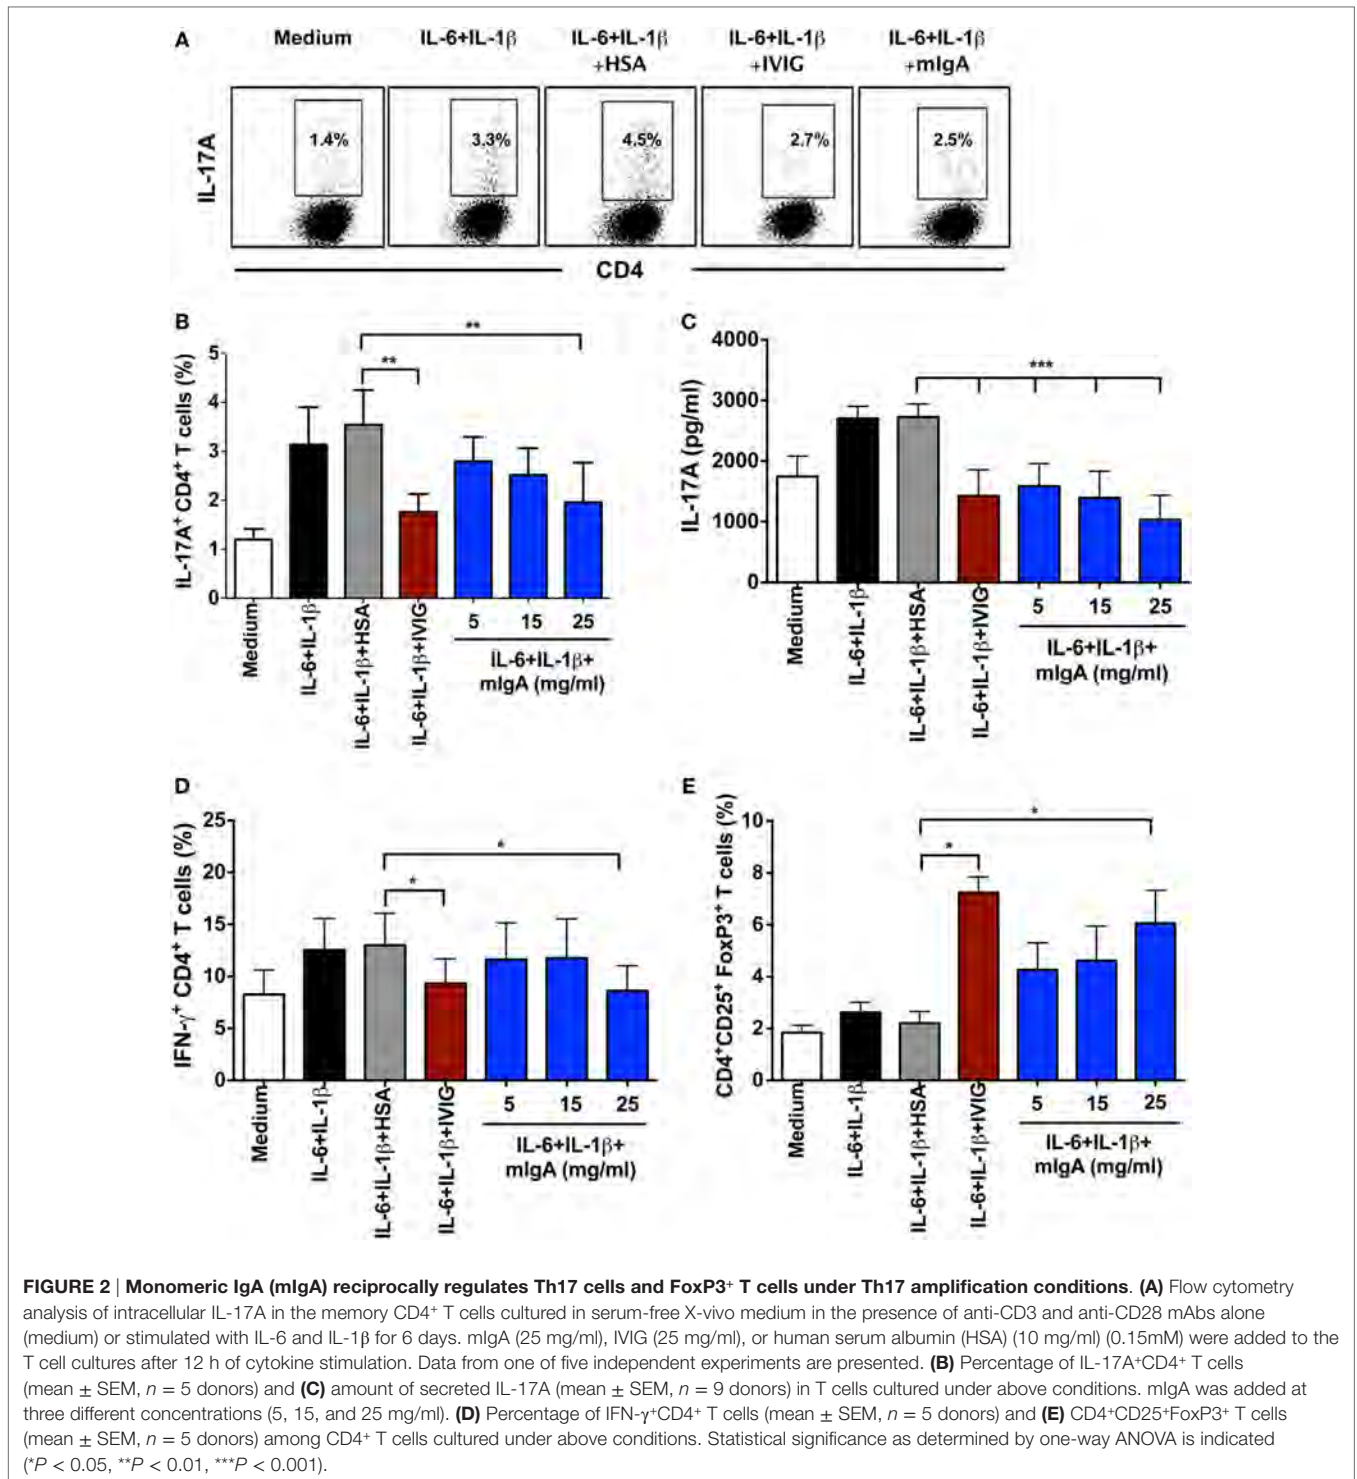 A
Medium
IL-6+IL-1β
IL-6+IL-1β
+HSA
IL-6+IL-1β
+IVIG
IL-6+IL-1β
+mIgA
IL-17A
1.4%
3.3%
4.5%
2.7%
2.5%
CD4
B
IL-17A⁺ CD4⁺ T cells (%)
5
4
3
2
1
0
**
**
Medium
IL-6+IL-1β
IL-6+IL-1β+HSA
IL-6+IL-1β+IVIG
5 15 25
IL-6+IL-1β+
mIgA (mg/ml)
C
IL-17A (pg/ml)
4000
3000
2000
1000
0
***
Medium
IL-6+IL-1β
IL-6+IL-1β+HSA
IL-6+IL-1β+IVIG
5 15 25
IL-6+IL-1β+
mIgA (mg/ml)
D
IFN-γ⁺ CD4⁺ T cells (%)
25
20
15
10
5
0
*
*
Medium
IL-6+IL-1β
IL-6+IL-1β+HSA
IL-6+IL-1β+IVIG
5 15 25
IL-6+IL-1β+
mIgA (mg/ml)
E
CD4⁺CD25⁺ FoxP3⁺ T cells (%)
10
8
6
4
2
0
*
*
Medium
IL-6+IL-1β
IL-6+IL-1β+HSA
IL-6+IL-1β+IVIG
5 15 25
IL-6+IL-1β+
mIgA (mg/ml)
FIGURE 2 | Monomeric IgA (mIgA) reciprocally regulates Th17 cells and FoxP3⁺ T cells under Th17 amplification conditions. (A) Flow cytometry
analysis of intracellular IL-17A in the memory CD4⁺ T cells cultured in serum-free X-vivo medium in the presence of anti-CD3 and anti-CD28 mAbs alone
(medium) or stimulated with IL-6 and IL-1β for 6 days. mIgA (25 mg/ml), IVIG (25 mg/ml), or human serum albumin (HSA) (10 mg/ml) (0.15mM) were added to the
T cell cultures after 12 h of cytokine stimulation. Data from one of five independent experiments are presented. (B) Percentage of IL-17A⁺CD4⁺ T cells
(mean ± SEM, n = 5 donors) and (C) amount of secreted IL-17A (mean ± SEM, n = 9 donors) in T cells cultured under above conditions. mIgA was added at
three different concentrations (5, 15, and 25 mg/ml). (D) Percentage of IFN-γ⁺CD4⁺ T cells (mean ± SEM, n = 5 donors) and (E) CD4⁺CD25⁺FoxP3⁺ T cells
(mean ± SEM, n = 5 donors) among CD4⁺ T cells cultured under above conditions. Statistical significance as determined by one-way ANOVA is indicated
(*P < 0.05, **P < 0.01, ***P < 0.001).